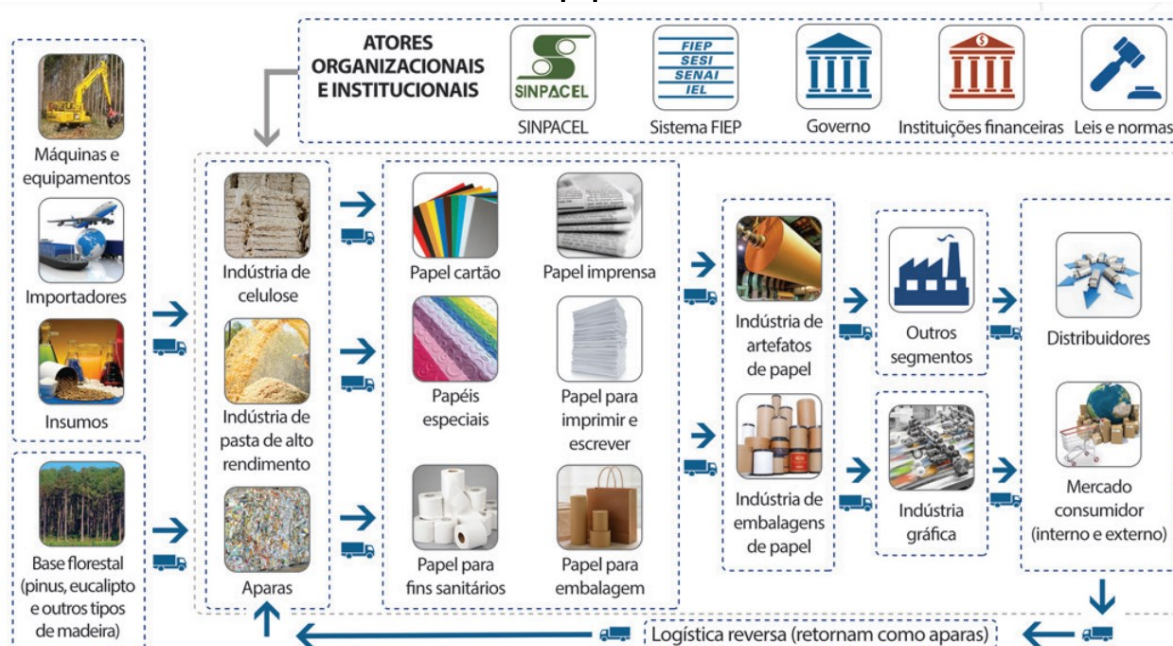 ATORES
ORGANIZACIONAIS
E INSTITUCIONAIS
SINPACEL
SINPACEL
FIEP
SESI
SENAI
IEL
Sistema FIEP
Governo
Instituições financeiras
Leis e normas
Máquinas e
equipamentos
Importadores
Insumos
Base florestal
(pinus, eucalipto
e outros tipos
de madeira)
Indústria de
celulose
Indústria de
pasta de alto
rendimento
Aparas
Papel cartão
Papel imprensa
Papéis
especiais
Papel para
imprimir e
escrever
Papel para
fins sanitários
Papel para
embalagem
Indústria de
artefatos
de papel
Indústria de
embalagens
de papel
Outros
segmentos
Indústria
gráfica
Distribuidores
Mercado
consumidor
(interno e externo)
Logística reversa (retornam como aparas)